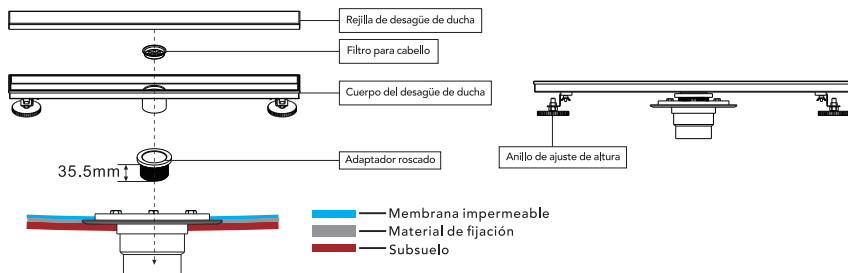 Rejilla de desagüe de ducha
Filtro para cabello
Cuerpo del desagüe de ducha
Adaptador roscado
35.5mm
Anillo de ajuste de altura
Membrana impermeable
Material de fijación
Subsuelo